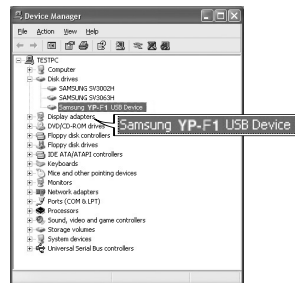 Device Manager
File Action View Help
TESTPC
Computer
Disk drives
SAMSUNG SV3002H
SAMSUNG SV3063H
Samsung YP-F1 USB Device
Display adapters
Samsung YP-F1 USB Device
DVD/CD-ROM drives
Floppy disk controllers
Floppy disk drives
IDE ATA/ATAPI controllers
Keyboards
Mice and other pointing devices
Monitors
Network adapters
Ports (COM & LPT)
Processors
Sound, video and game controllers
Storage volumes
System devices
Universal Serial Bus controllers